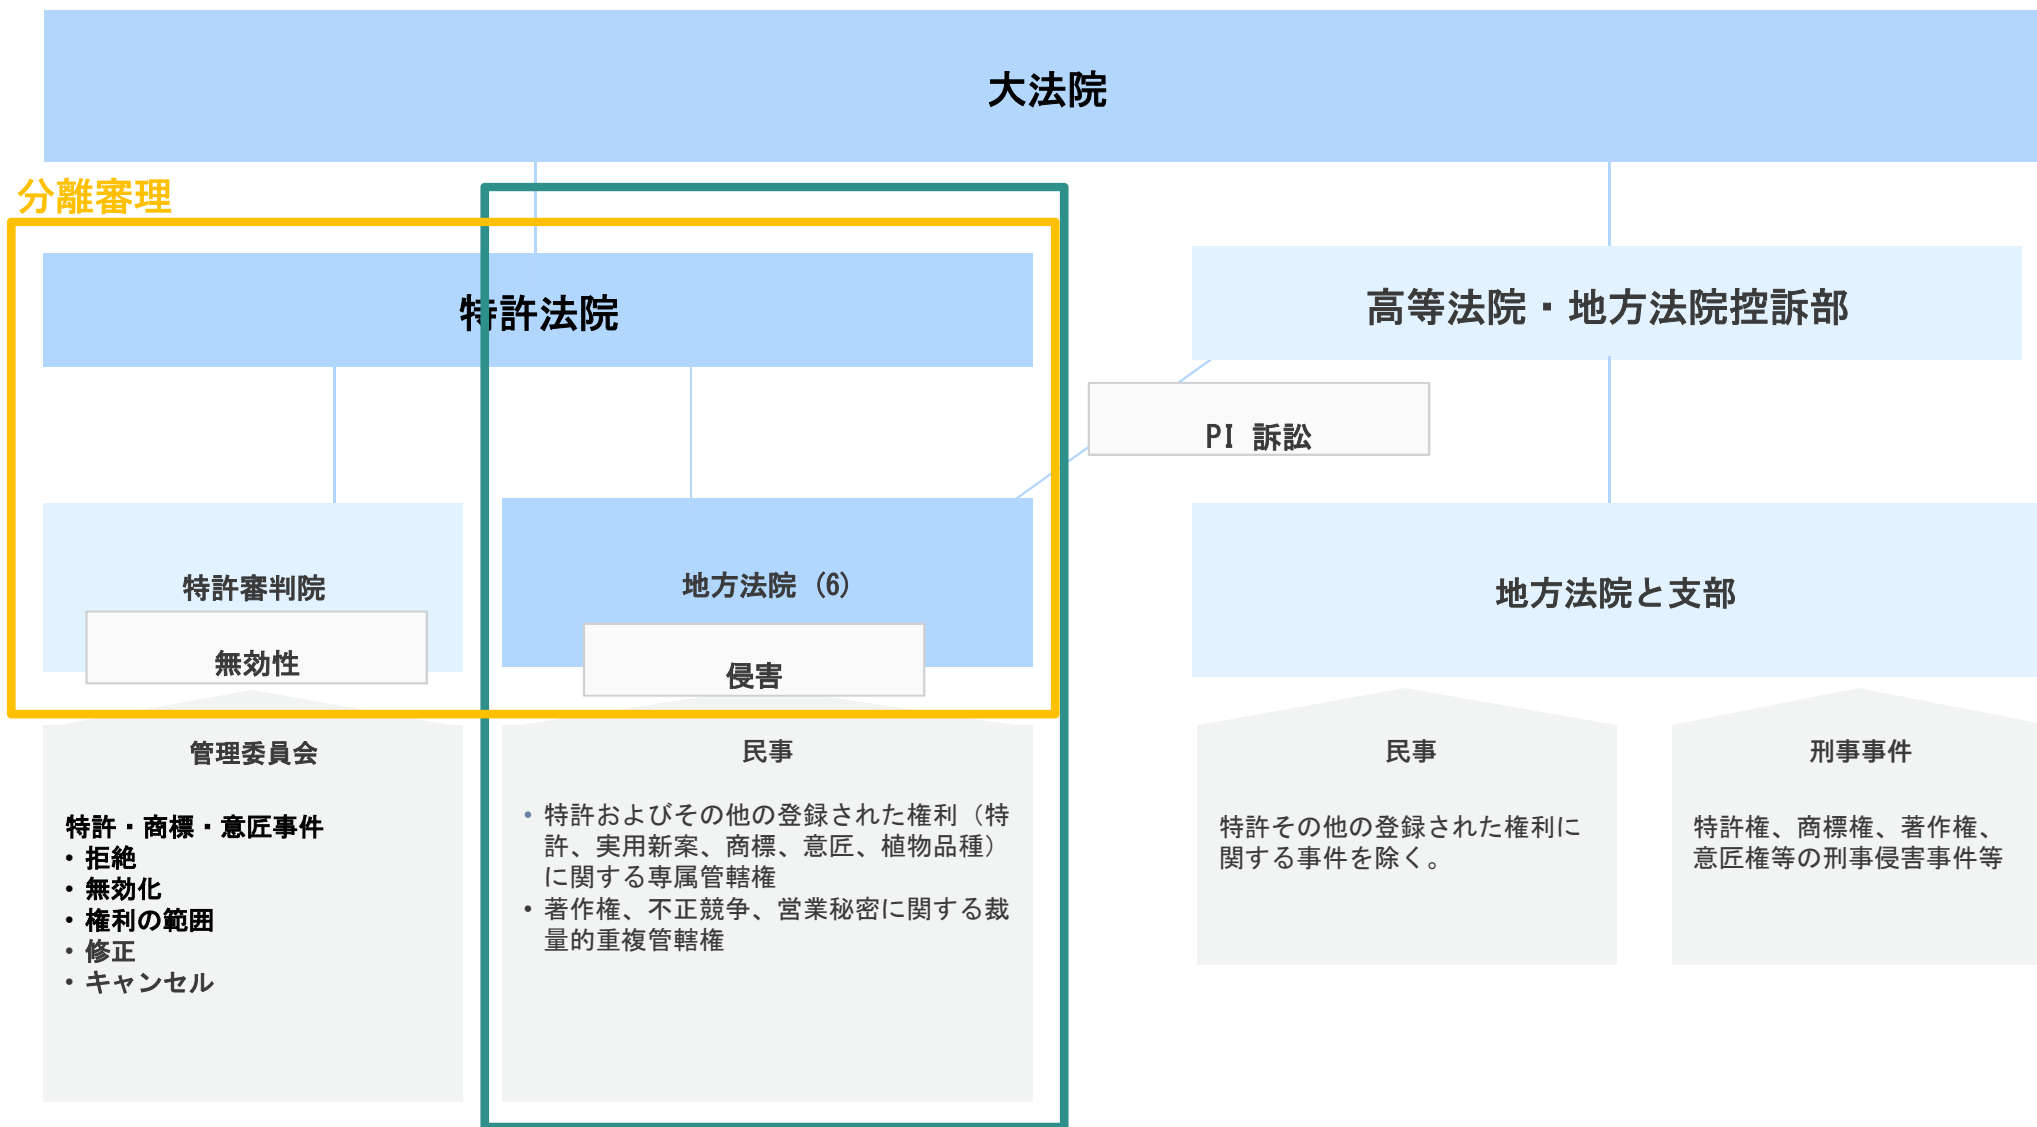 大法院
分離審理
特許法院
高等法院・地方法院控訴部
PI 訴訟
特許審判院
無効性
地方法院 (6)
侵害
地方法院と支部
管理委員会
特許・商標・意匠事件
• 拒絶
• 無効化
• 権利の範囲
• 修正
• キャンセル
民事
• 特許およびその他の登録された権利（特
許、実用新案、商標、意匠、植物品種）
に関する専属管轄権
• 著作権、不正競争、営業秘密に関する裁
量的重複管轄権
民事
特許その他の登録された権利に
関する事件を除く。
刑事事件
特許権、商標権、著作権、
意匠権等の刑事侵害事件等